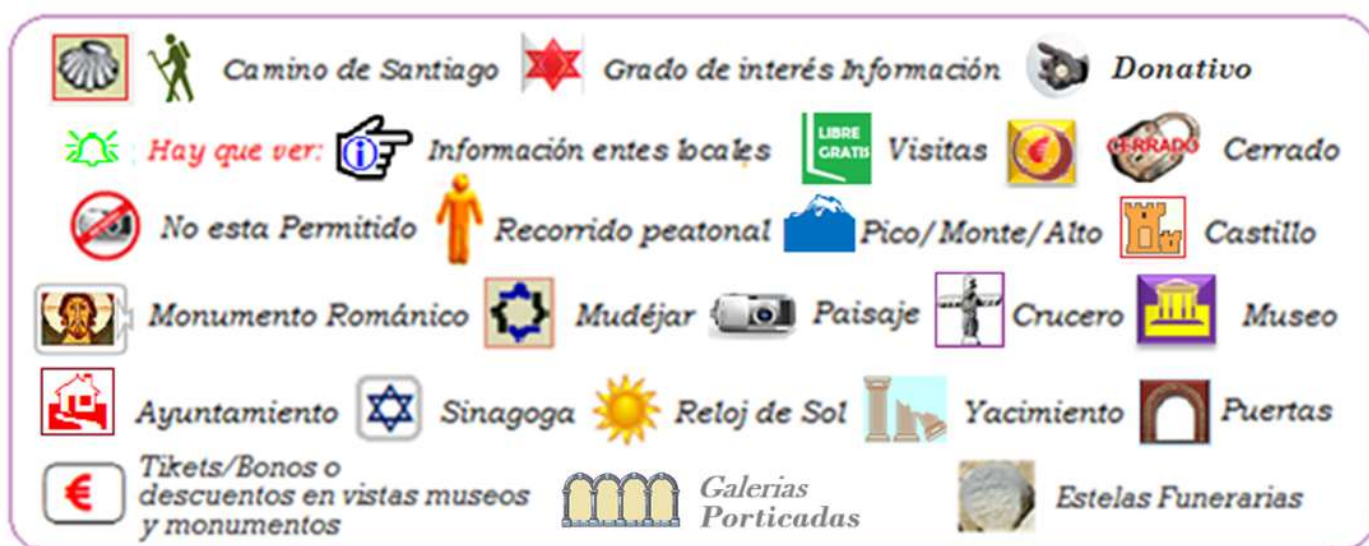 Camino de Santiago Grado de interés Información Donativo
Hay que ver: Información entes locales LIBRE GRATIS Visitas € CERRADO Cerrado
No esta Permitido Recorrido peatonal Pico/Monte/Alto Castillo
Monumento Románico Mudéjar Paisaje Crucero Museo
Ayuntamiento Sinagoga Reloj de Sol Yacimiento Puertas
€ Tikets/Bonos o
descuentos en vistas museos
y monumentos
Galerias
Porticadas
Estelas Funerarias